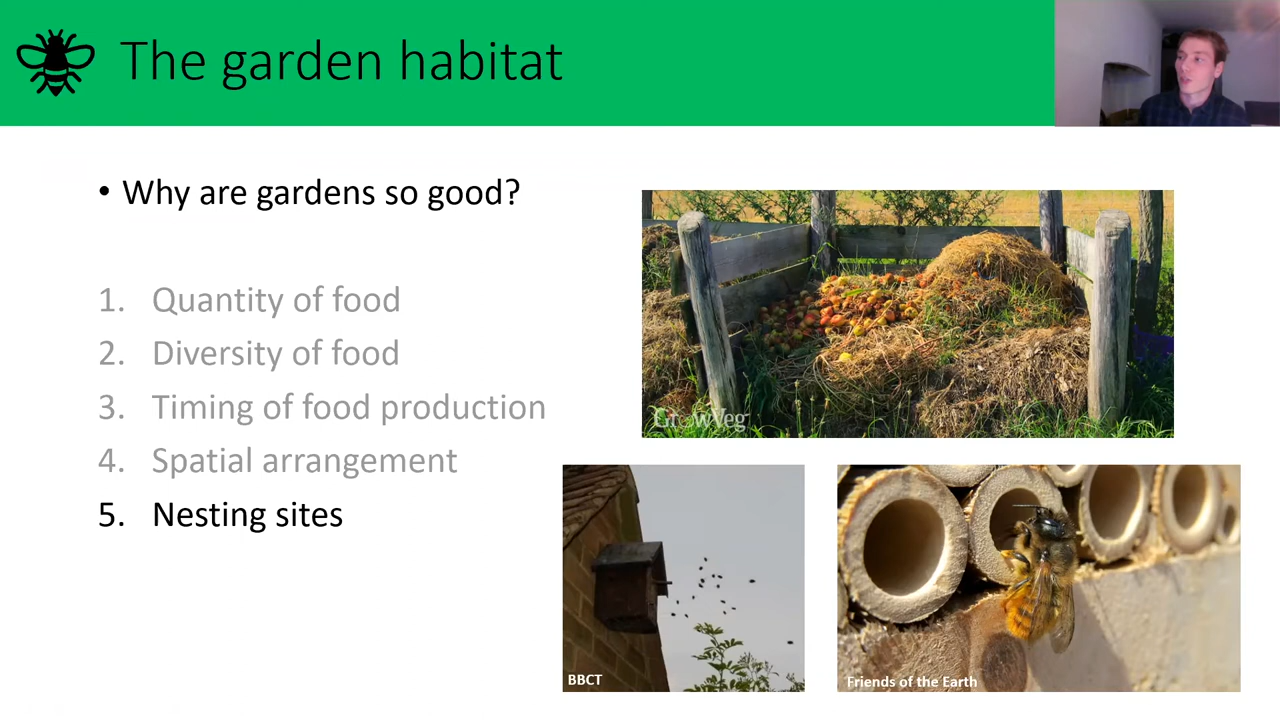 The garden habitat
• Why are gardens so good?
1. Quantity of food
2. Diversity of food
3. Timing of food production
4. Spatial arrangement
5. Nesting sites
GrowVeg
BBCT
Friends of the Earth